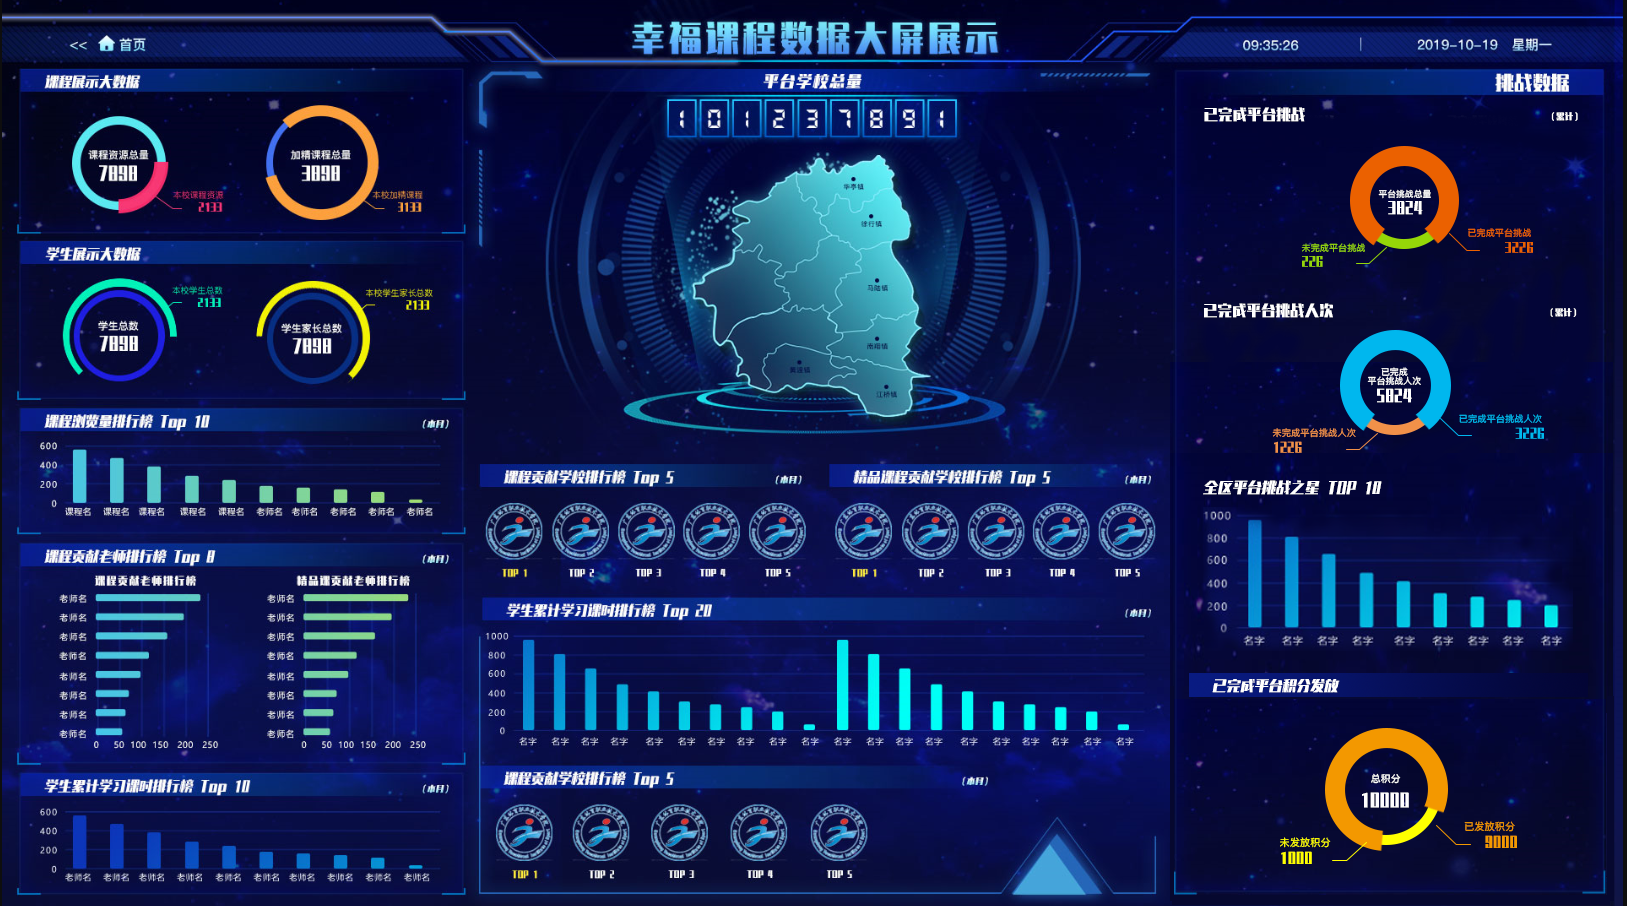 << 首页
幸福课程数据大屏展示
09:35:26 | 2019-10-19 星期一
课程展示大数据
课程资源总量
7898
本校课程资源
2133
加精课程总量
3898
本校加精课程
3133
学生展示大数据
学生总数
7898
本校学生总数
2133
学生家长总数
7898
本校学生家长总数
2133
课程浏览量排行榜 Top 10
(本月)
600
400
200
0
课程名 课程名 课程名 课程名 课程名 老师名 老师名 老师名 老师名 老师名
课程贡献老师排行榜 Top 8
(本月)
课程贡献老师排行榜
老师名
老师名
老师名
老师名
老师名
老师名
老师名
老师名
0 50 100 150 200 250
精品课贡献老师排行榜
老师名
老师名
老师名
老师名
老师名
老师名
老师名
老师名
0 50 100 150 200 250
学生累计学习课时排行榜 Top 10
(本月)
600
400
200
0
老师名 老师名 老师名 老师名 老师名 老师名 老师名 老师名 老师名 老师名
平台学校总量
1 0 1 2 3 7 8 9 1
华亭镇
徐行镇
马陆镇
南翔镇
黄渡镇
江桥镇
课程贡献学校排行榜 Top 5
(本月)
TOP 1 TOP 2 TOP 3 TOP 4 TOP 5
精品课程贡献学校排行榜 Top 5
(本月)
TOP 1 TOP 2 TOP 3 TOP 4 TOP 5
学生累计学习课时排行榜 Top 20
(本月)
1000
800
600
400
200
0
名字 名字 名字 名字 名字 名字 名字 名字 名字 名字 名字 名字 名字 名字 名字 名字 名字 名字 名字 名字
课程贡献学校排行榜 Top 5
(本月)
TOP 1 TOP 2 TOP 3 TOP 4 TOP 5
挑战数据
已完成平台挑战
(累计)
平台挑战总量
3824
已完成平台挑战
3226
未完成平台挑战
226
已完成平台挑战人次
(累计)
已完成
平台挑战人次
5824
已完成平台挑战人次
3226
未完成平台挑战人次
1226
全区平台挑战之星 TOP 10
1000
800
600
400
200
0
名字 名字 名字 名字 名字 名字 名字 名字 名字
已完成平台积分发放
总积分
10000
已发放积分
9000
未发放积分
1000